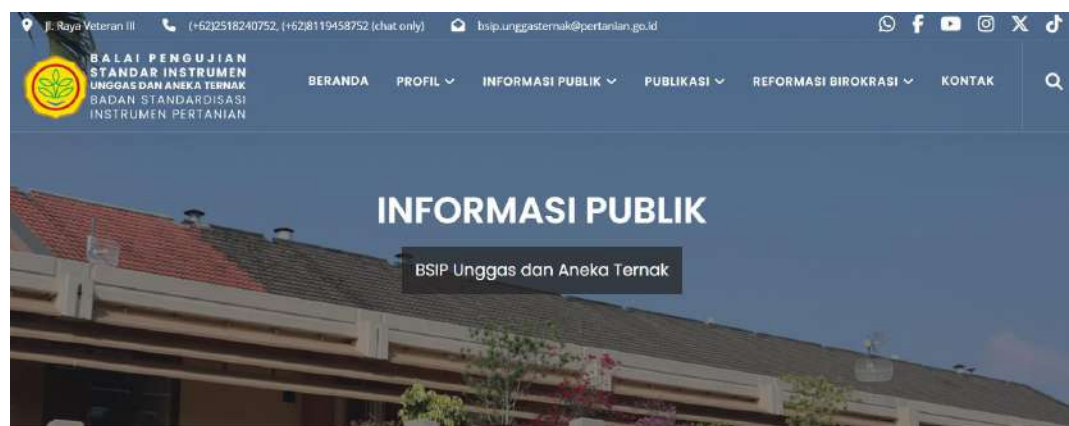 Jl. Raya Veteran III (+62)2518240752, (+62)8119458752 (chat only) bsip.unggasternak@pertanian.go.id
BALAI PENGUJIAN
STANDAR INSTRUMEN
UNGGAS DAN ANEKA TERNAK
BADAN STANDARDISASI
INSTRUMEN PERTANIAN
BERANDA PROFIL INFORMASI PUBLIK PUBLIKASI REFORMASI BIROKRASI KONTAK
INFORMASI PUBLIK
BSIP Unggas dan Aneka Ternak